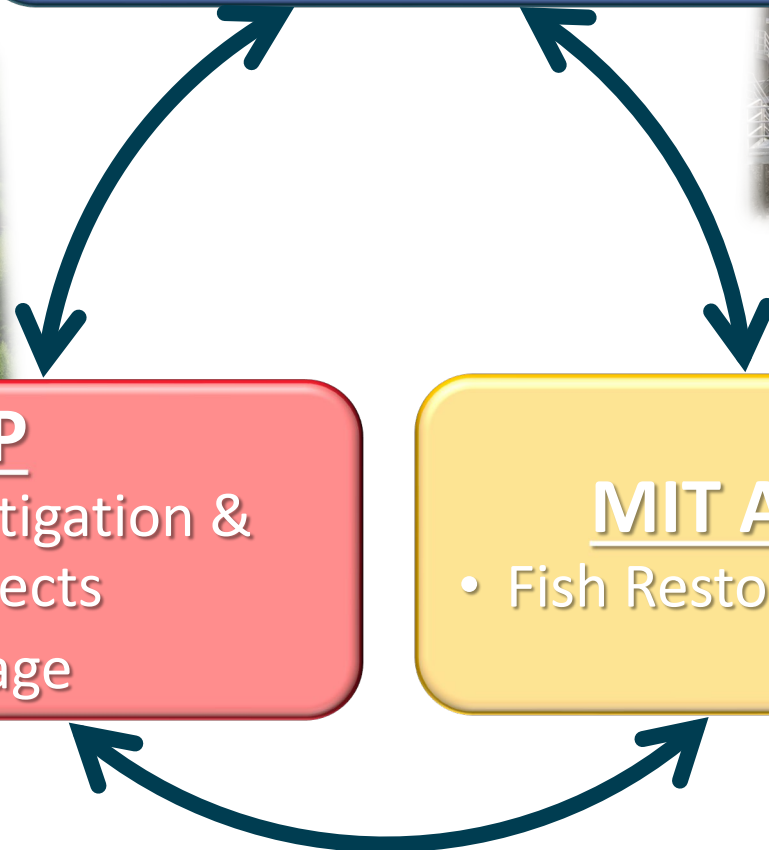 P
tigation &
ects
age
MIT A
• Fish Resto